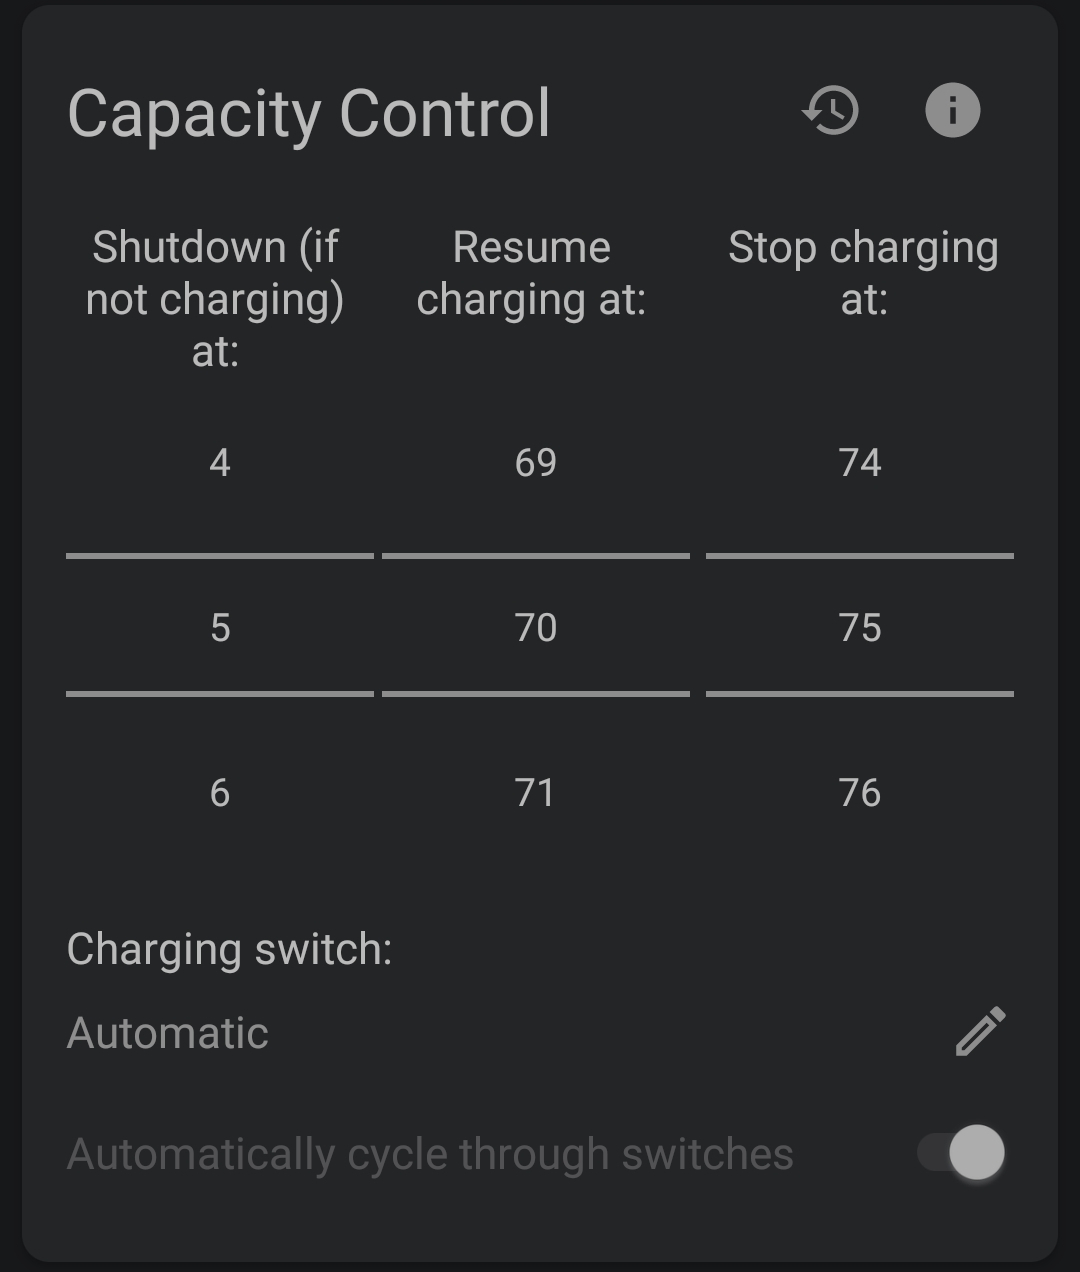 Capacity Control
Shutdown (if
not charging)
at:
Resume
charging at:
Stop charging
at:
4 69 74
5 70 75
6 71 76
Charging switch:
Automatic
Automatically cycle through switches